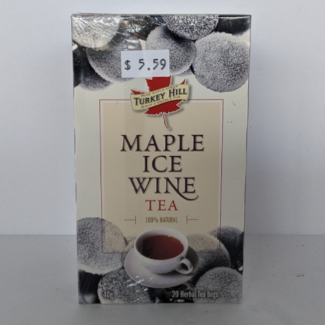 $ 5.59
TURKEY HILL
MAPLE
ICE
WINE
TEA
100% NATURAL
20 Herbal Tea Bags